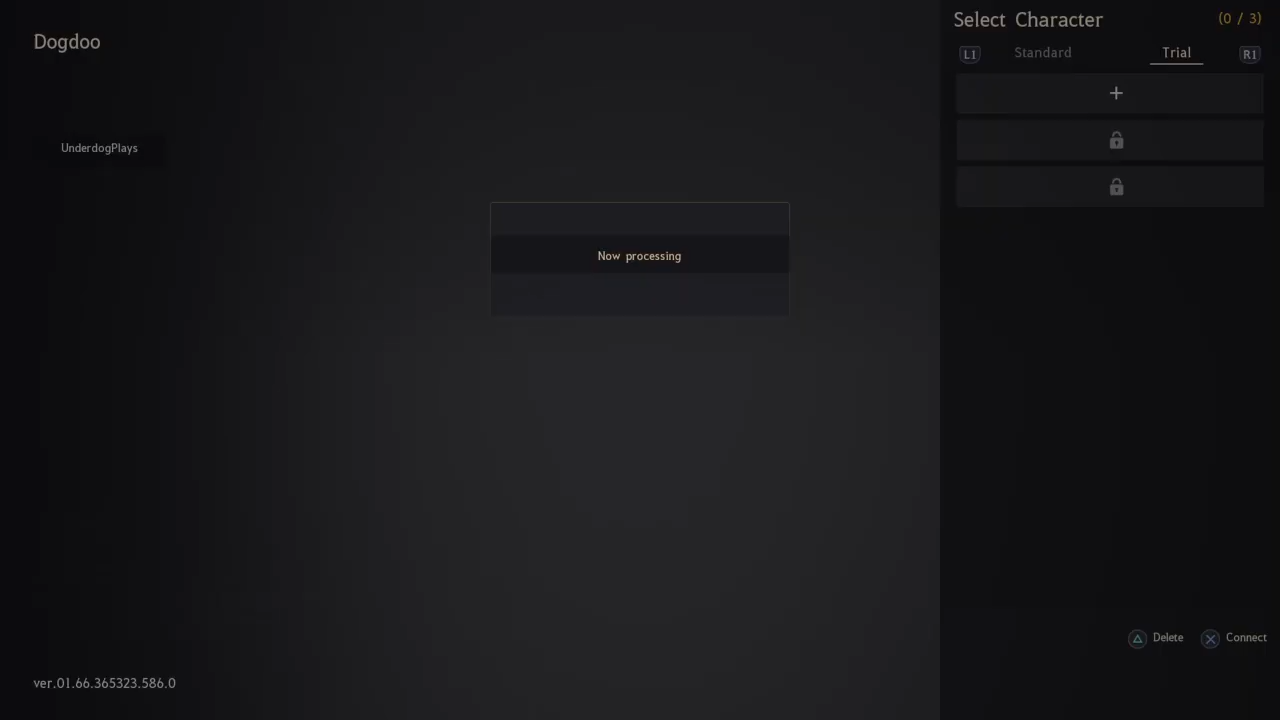 Dogdoo
UnderdogPlays
Now processing
Select Character
(0 / 3)
L1
Standard
Trial
R1
+
Delete
Connect
ver.01.66.365323.586.0